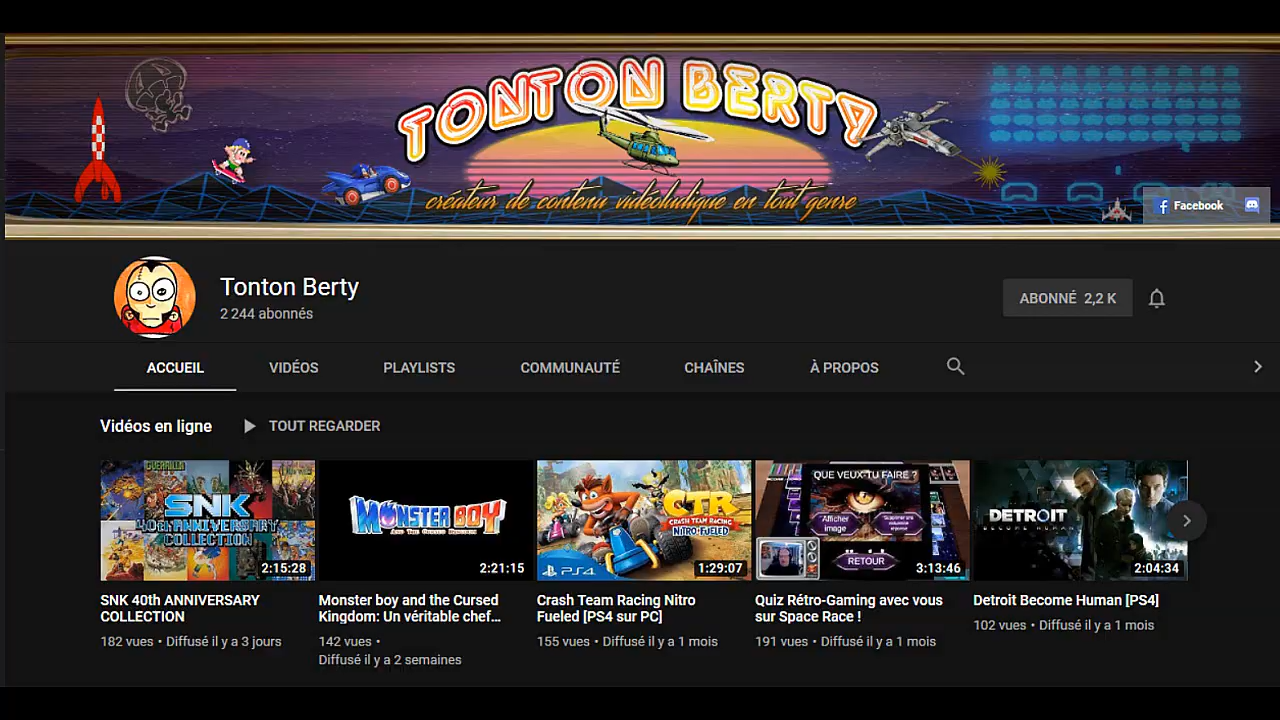 TONTON BERTY
créateur de contenu vidéoludique en tout genre
Facebook
Tonton Berty
2 244 abonnés
ABONNÉ 2,2 K
ACCUEIL VIDÉOS PLAYLISTS COMMUNAUTÉ CHAÎNES À PROPOS
Vidéos en ligne TOUT REGARDER
GUERRILLA
SNK
40th ANNIVERSARY
COLLECTION
2:15:28
MONSTER BOY
AND THE CURSED KINGDOM
2:21:15
CTR
CRASH TEAM RACING
NITRO-FUELED
PS4
1:29:07
QUE VEUX-TU FAIRE ?
Afficher
image
RETOUR
3:13:46
DETROIT
BECOME HUMAN
2:04:34
SNK 40th ANNIVERSARY
COLLECTION
182 vues • Diffusé il y a 3 jours
Monster boy and the Cursed
Kingdom: Un véritable chef…
142 vues •
Diffusé il y a 2 semaines
Crash Team Racing Nitro
Fueled [PS4 sur PC]
155 vues • Diffusé il y a 1 mois
Quiz Rétro-Gaming avec vous
sur Space Race !
191 vues • Diffusé il y a 1 mois
Detroit Become Human [PS4]
102 vues • Diffusé il y a 1 mois